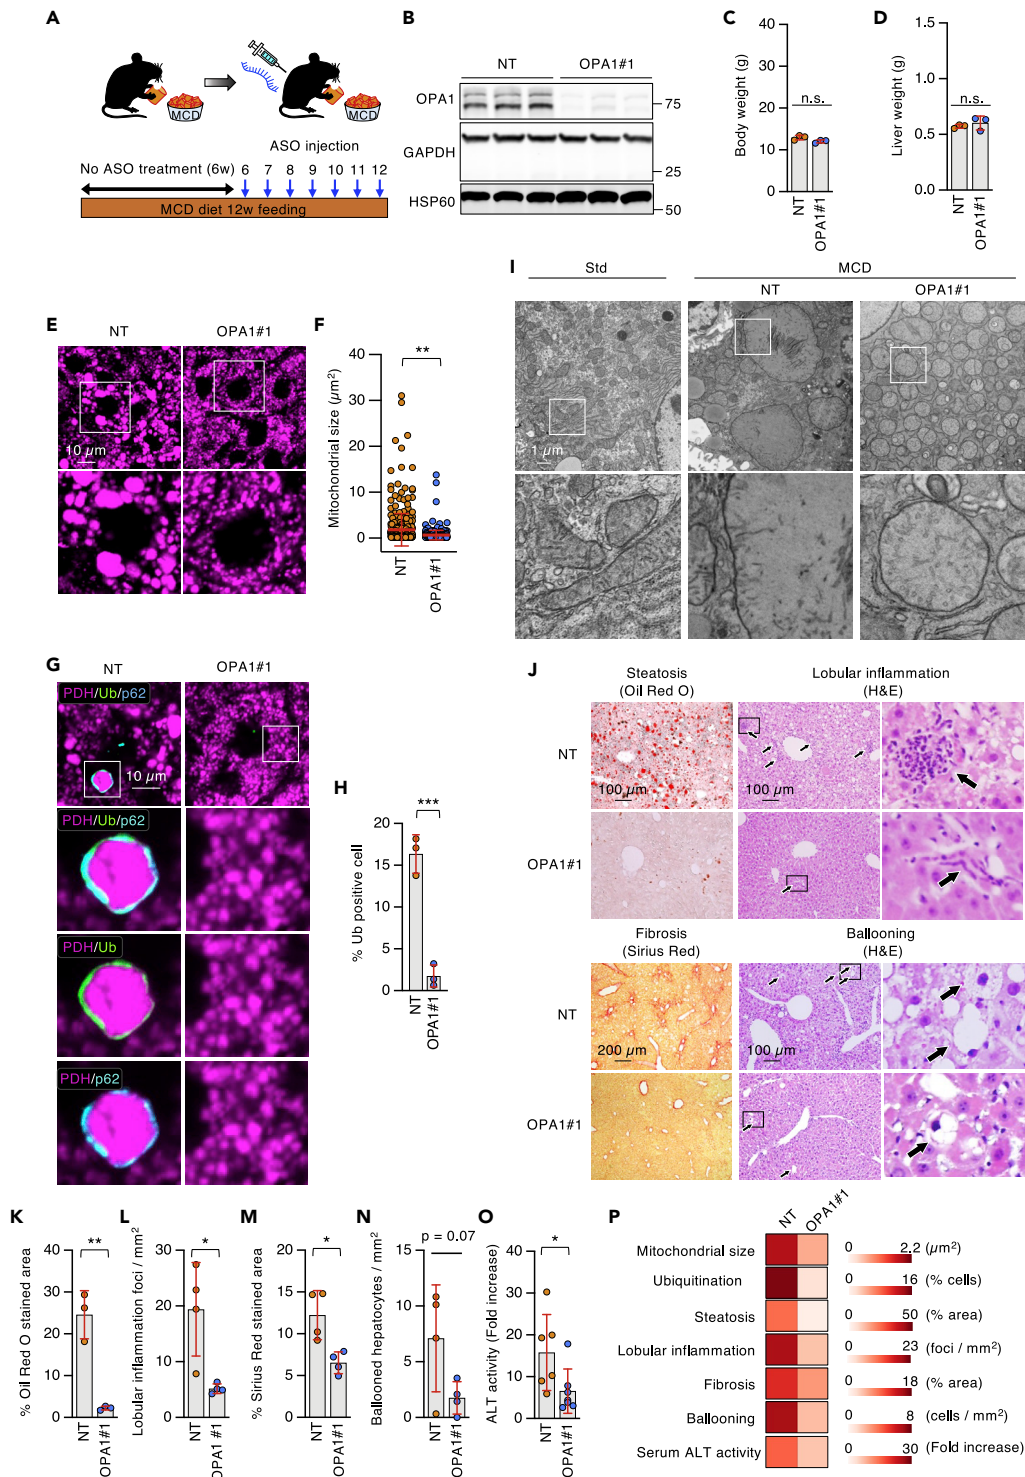 A
MCD
MCD
ASO injection
No ASO treatment (6w)
6 7 8 9 10 11 12
MCD diet 12w feeding
B
NT
OPA1#1
OPA1
75
GAPDH
25
HSP60
50
C
Body weight (g)
40
30
20
10
0
n.s.
NT
OPA1#1
D
Liver weight (g)
1.5
1.0
0.5
0.0
n.s.
NT
OPA1#1
E
NT
OPA1#1
10 µm
F
Mitochondrial size (µm²)
40
30
20
10
0
**
NT
OPA1#1
G
NT
OPA1#1
PDH/Ub/p62
10 µm
PDH/Ub/p62
PDH/Ub
PDH/p62
H
% Ub positive cell
20
15
10
5
0
***
NT
OPA1#1
I
Std
MCD
NT
OPA1#1
1 µm
J
Steatosis
(Oil Red O)
Lobular inflammation
(H&E)
NT
100 µm
100 µm
OPA1#1
Fibrosis
(Sirius Red)
Ballooning
(H&E)
NT
200 µm
100 µm
OPA1#1
K
% Oil Red O stained area
40
30
20
10
0
**
NT
OPA1#1
L
Lobular inflammation foci / mm²
30
20
10
0
*
NT
OPA1#1
M
% Sirius Red stained area
20
15
10
5
0
*
NT
OPA1#1
N
Ballooned hepatocytes / mm²
15
10
5
0
p = 0.07
NT
OPA1#1
O
ALT activity (Fold increase)
40
30
20
10
0
*
NT
OPA1#1
P
NT
OPA1#1
Mitochondrial size
0 2.2 (µm²)
Ubiquitination
0 16 (% cells)
Steatosis
0 50 (% area)
Lobular inflammation
0 23 (foci / mm²)
Fibrosis
0 18 (% area)
Ballooning
0 8 (cells / mm²)
Serum ALT activity
0 30 (Fold increase)